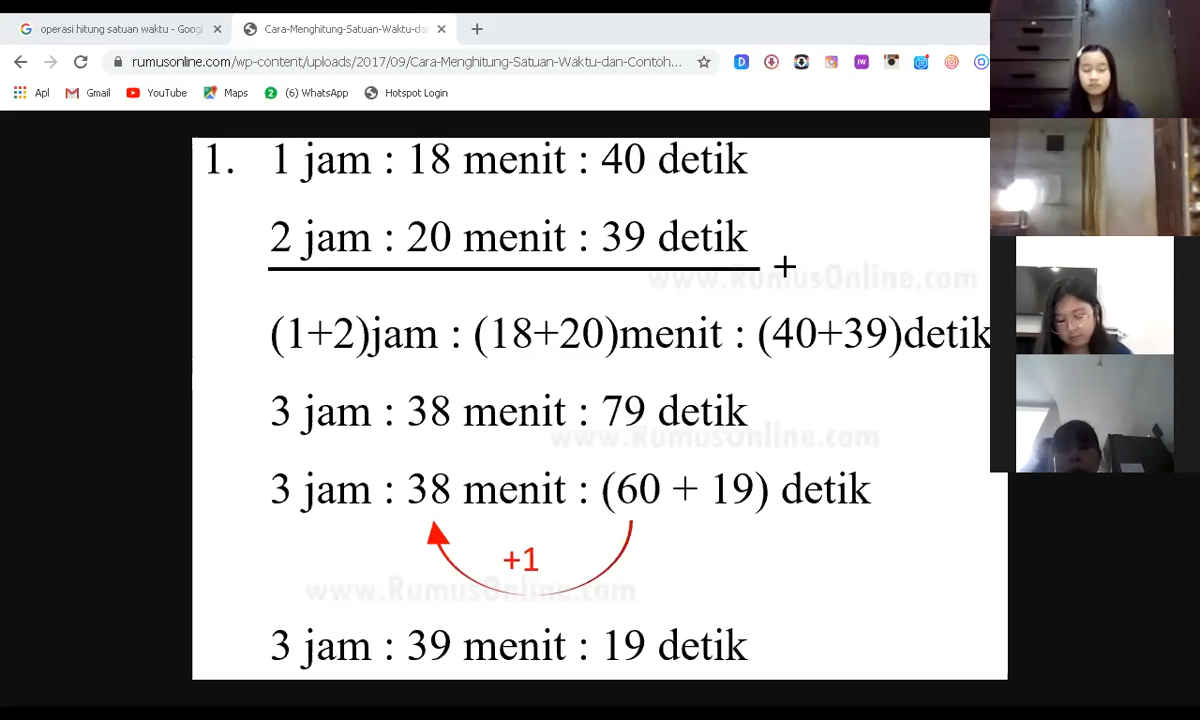 operasi hitung satuan waktu - Googl
Cara-Menghitung-Satuan-Waktu-dan
rumusonline.com/wp-content/uploads/2017/09/Cara-Menghitung-Satuan-Waktu-dan-Contoh...
Apl Gmail YouTube Maps 2 (6) WhatsApp Hotspot Login
1. 1 jam : 18 menit : 40 detik
2 jam : 20 menit : 39 detik
+
www.RumusOnline.com
(1+2)jam : (18+20)menit : (40+39)detik
3 jam : 38 menit : 79 detik
www.RumusOnline.com
3 jam : 38 menit : (60 + 19) detik
+1
www.RumusOnline.com
3 jam : 39 menit : 19 detik